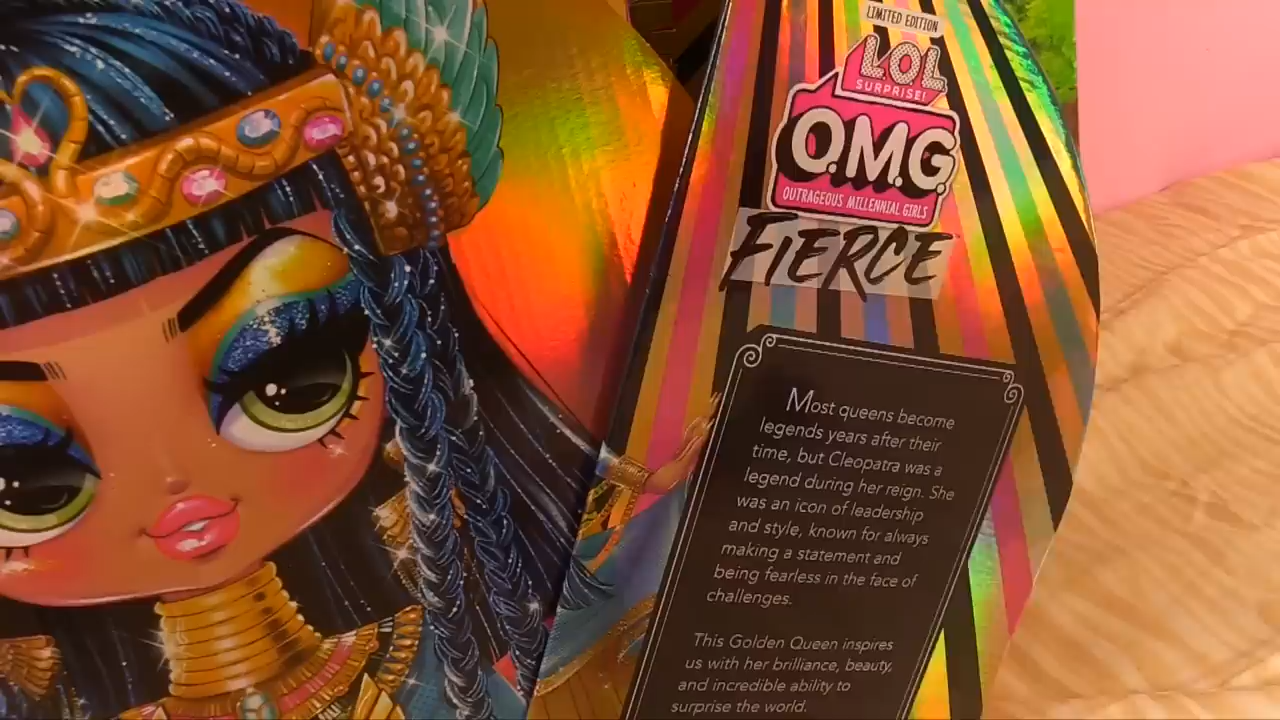 LIMITED EDITION
L.O.L.
SURPRISE!
O.M.G.
OUTRAGEOUS MILLENNIAL GIRLS
FIERCE
Most queens become
legends years after their
time, but Cleopatra was a
legend during her reign. She
was an icon of leadership
and style, known for always
making a statement and
being fearless in the face of
challenges.
This Golden Queen inspires
us with her brilliance, beauty,
and incredible ability to
surprise the world.